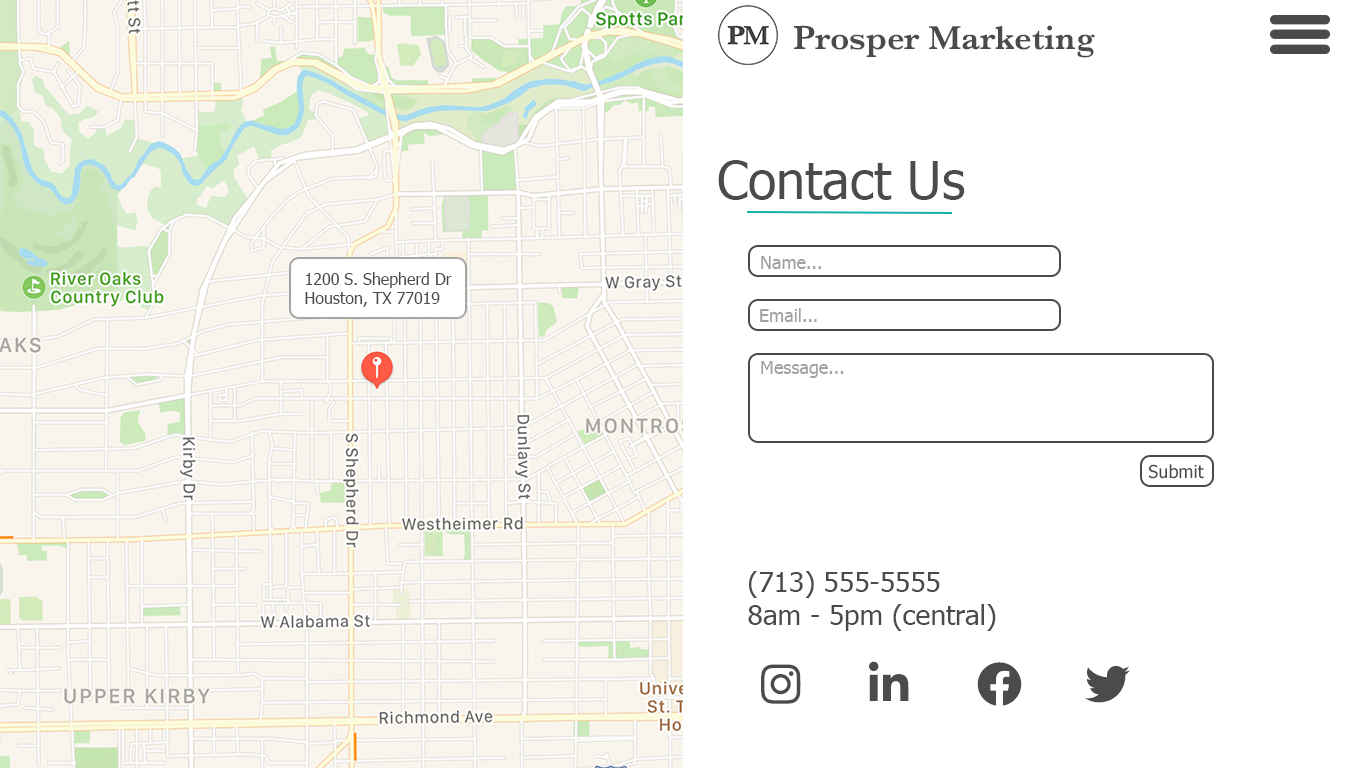 tt St
Spotts Par
River Oaks
Country Club
1200 S. Shepherd Dr
Houston, TX 77019
W Gray St
AKS
MONTROS
Kirby Dr
S Shepherd Dr
Dunlavy St
Westheimer Rd
W Alabama St
UPPER KIRBY
Unive
St. T
Ho
Richmond Ave
PM
Prosper Marketing
Contact Us
Name...
Email...
Message...
Submit
(713) 555-5555
8am - 5pm (central)
in
f